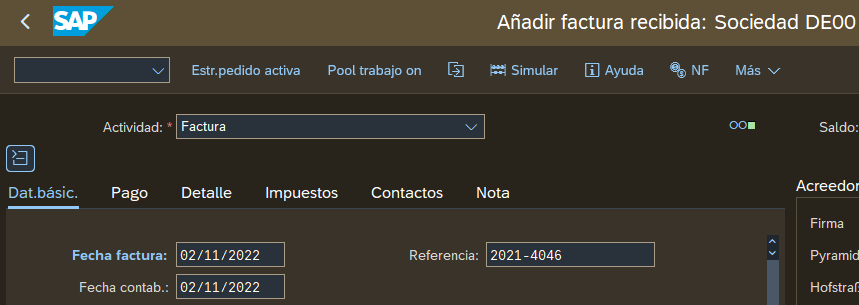 SAP Añadir factura recibida: Sociedad DE00
Estr.pedido activa Pool trabajo on Simular Ayuda NF Más
Actividad: * Factura Saldo:
Dat.básic. Pago Detalle Impuestos Contactos Nota Acreedor
Firma
Fecha factura: 02/11/2022 Referencia: 2021-4046
Pyramid
Fecha contab.: 02/11/2022 Hofstraß